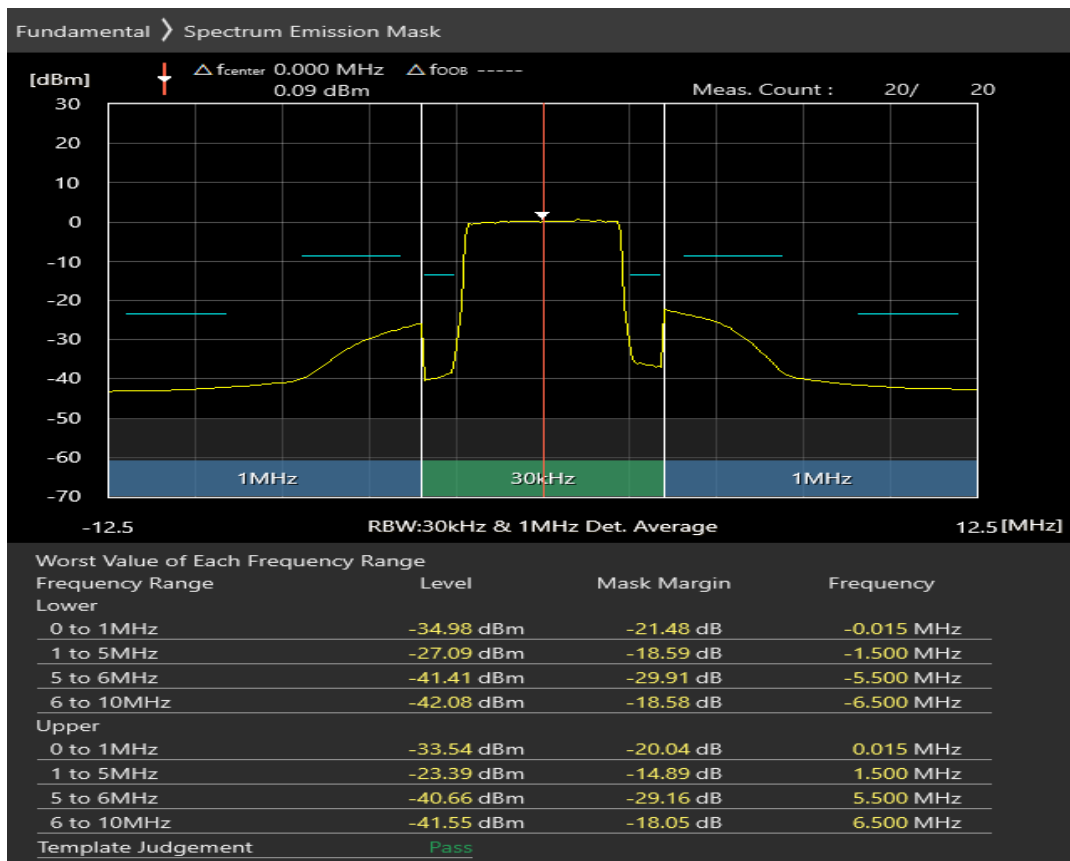 Fundamental ❯ Spectrum Emission Mask
[dBm] △ fcenter 0.000 MHz △ fOOB -----
0.09 dBm Meas. Count : 20/ 20
30
20
10
0
-10
-20
-30
-40
-50
-60
-70
1MHz 30kHz 1MHz
-12.5 RBW:30kHz & 1MHz Det. Average 12.5 [MHz]
Worst Value of Each Frequency Range
Frequency Range Level Mask Margin Frequency
Lower
0 to 1MHz -34.98 dBm -21.48 dB -0.015 MHz
1 to 5MHz -27.09 dBm -18.59 dB -1.500 MHz
5 to 6MHz -41.41 dBm -29.91 dB -5.500 MHz
6 to 10MHz -42.08 dBm -18.58 dB -6.500 MHz
Upper
0 to 1MHz -33.54 dBm -20.04 dB 0.015 MHz
1 to 5MHz -23.39 dBm -14.89 dB 1.500 MHz
5 to 6MHz -40.66 dBm -29.16 dB 5.500 MHz
6 to 10MHz -41.55 dBm -18.05 dB 6.500 MHz
Template Judgement Pass